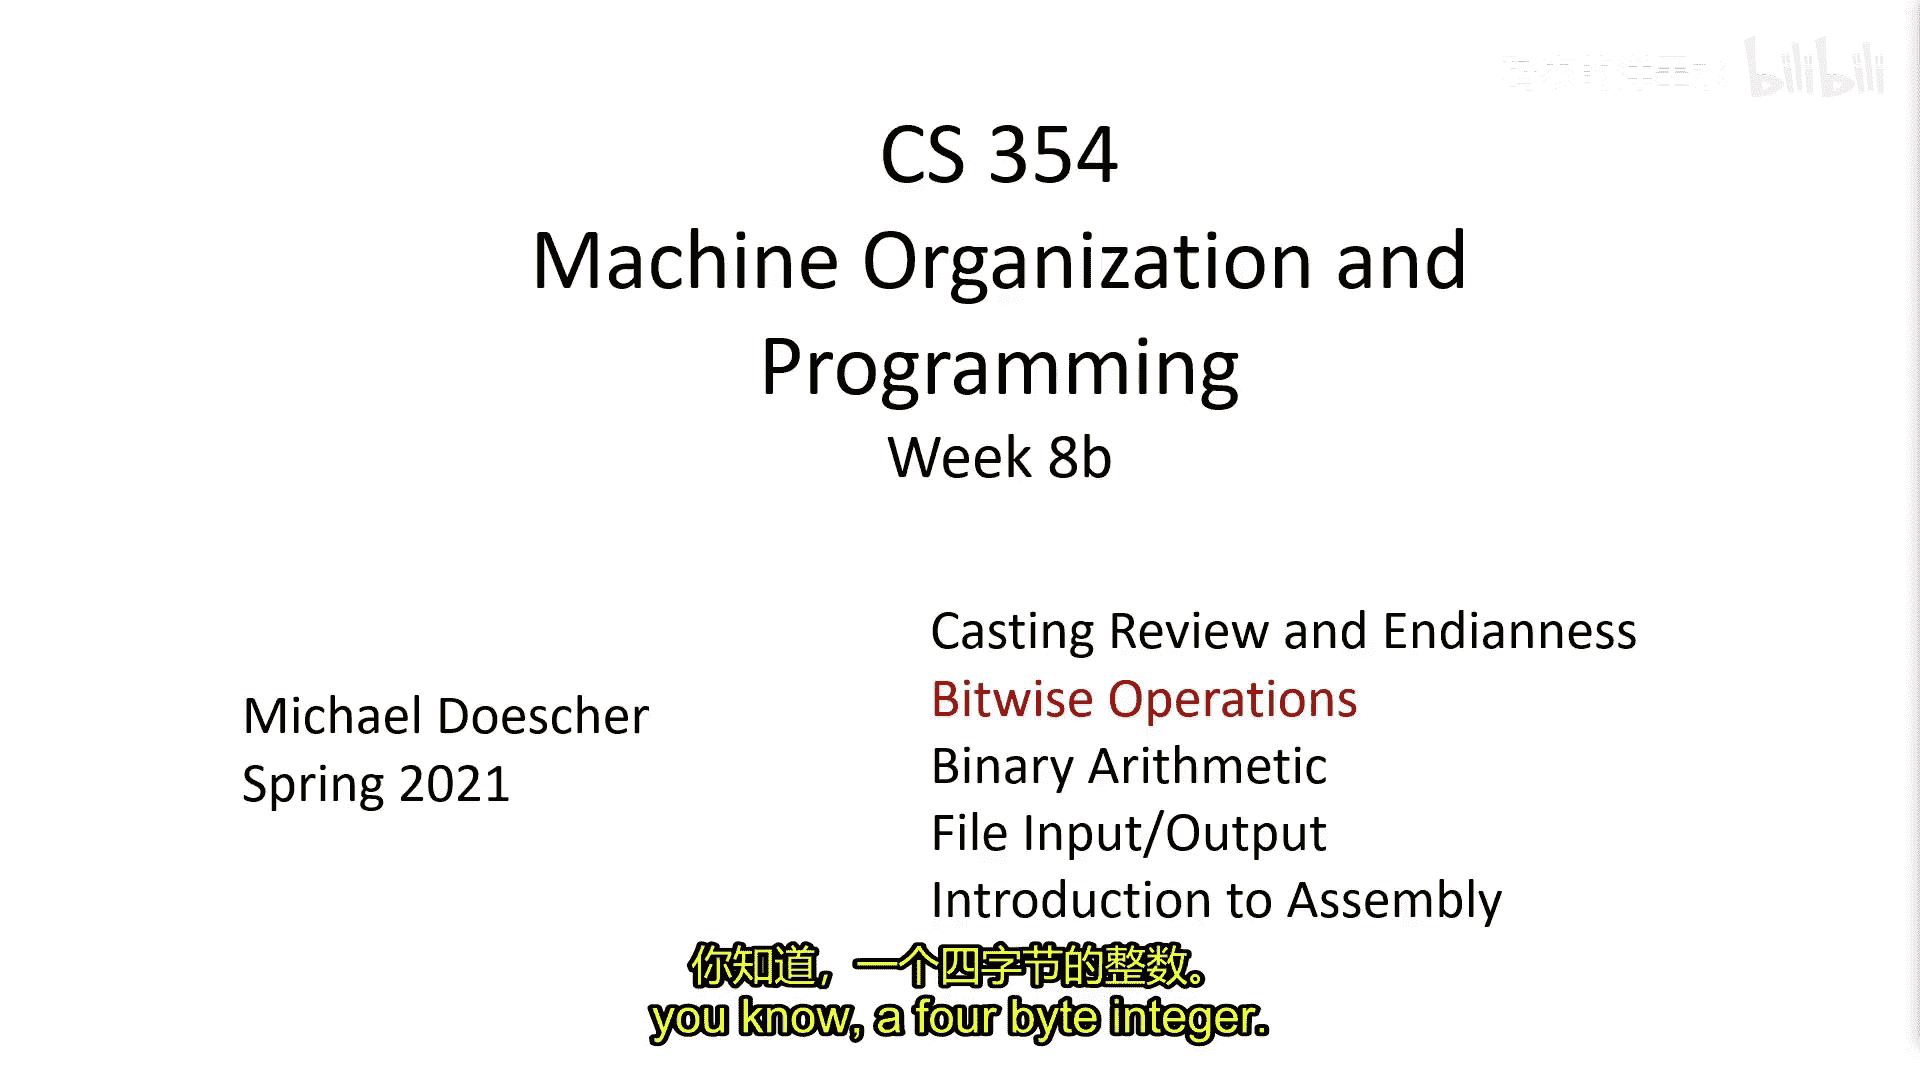 bilibili
CS 354
Machine Organization and
Programming
Week 8b
Michael Doescher
Spring 2021
Casting Review and Endianness
Bitwise Operations
Binary Arithmetic
File Input/Output
Introduction to Assembly
你知道，一个四字节的整数。
you know, a four byte integer.